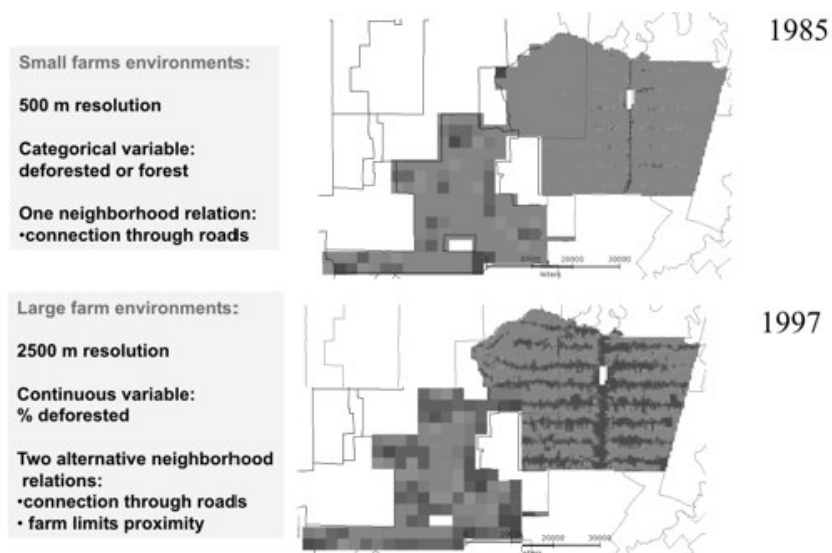 Small farms environments:
500 m resolution
Categorical variable:
deforested or forest
One neighborhood relation:
•connection through roads
1985
20000 30000
Large farm environments:
2500 m resolution
Continuous variable:
% deforested
Two alternative neighborhood
relations:
•connection through roads
• farm limits proximity
1997
20000 30000